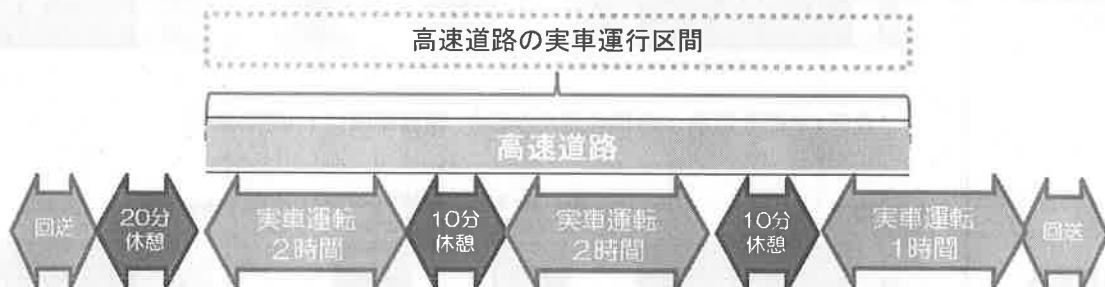 高速道路の実車運行区間
高速道路
回送
20分
休憩
実車運転
2時間
10分
休憩
実車運転
2時間
10分
休憩
実車運転
1時間
回送